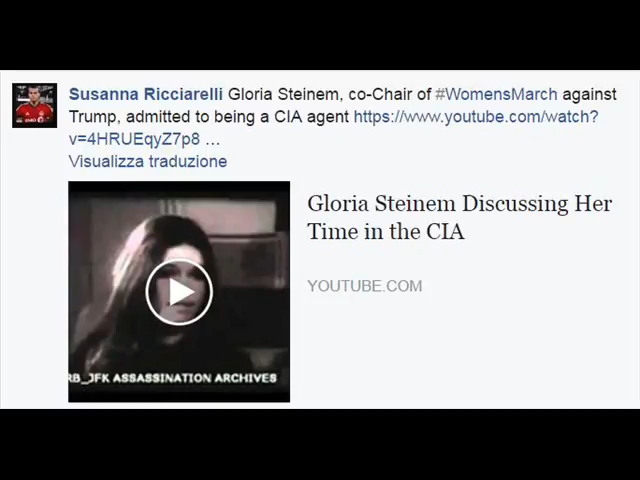 Susanna Ricciarelli Gloria Steinem, co-Chair of #WomensMarch against
Trump, admitted to being a CIA agent https://www.youtube.com/watch?
v=4HRUEqyZ7p8 …
Visualizza traduzione
Gloria Steinem Discussing Her
Time in the CIA
YOUTUBE.COM
RB_JFK ASSASSINATION ARCHIVES